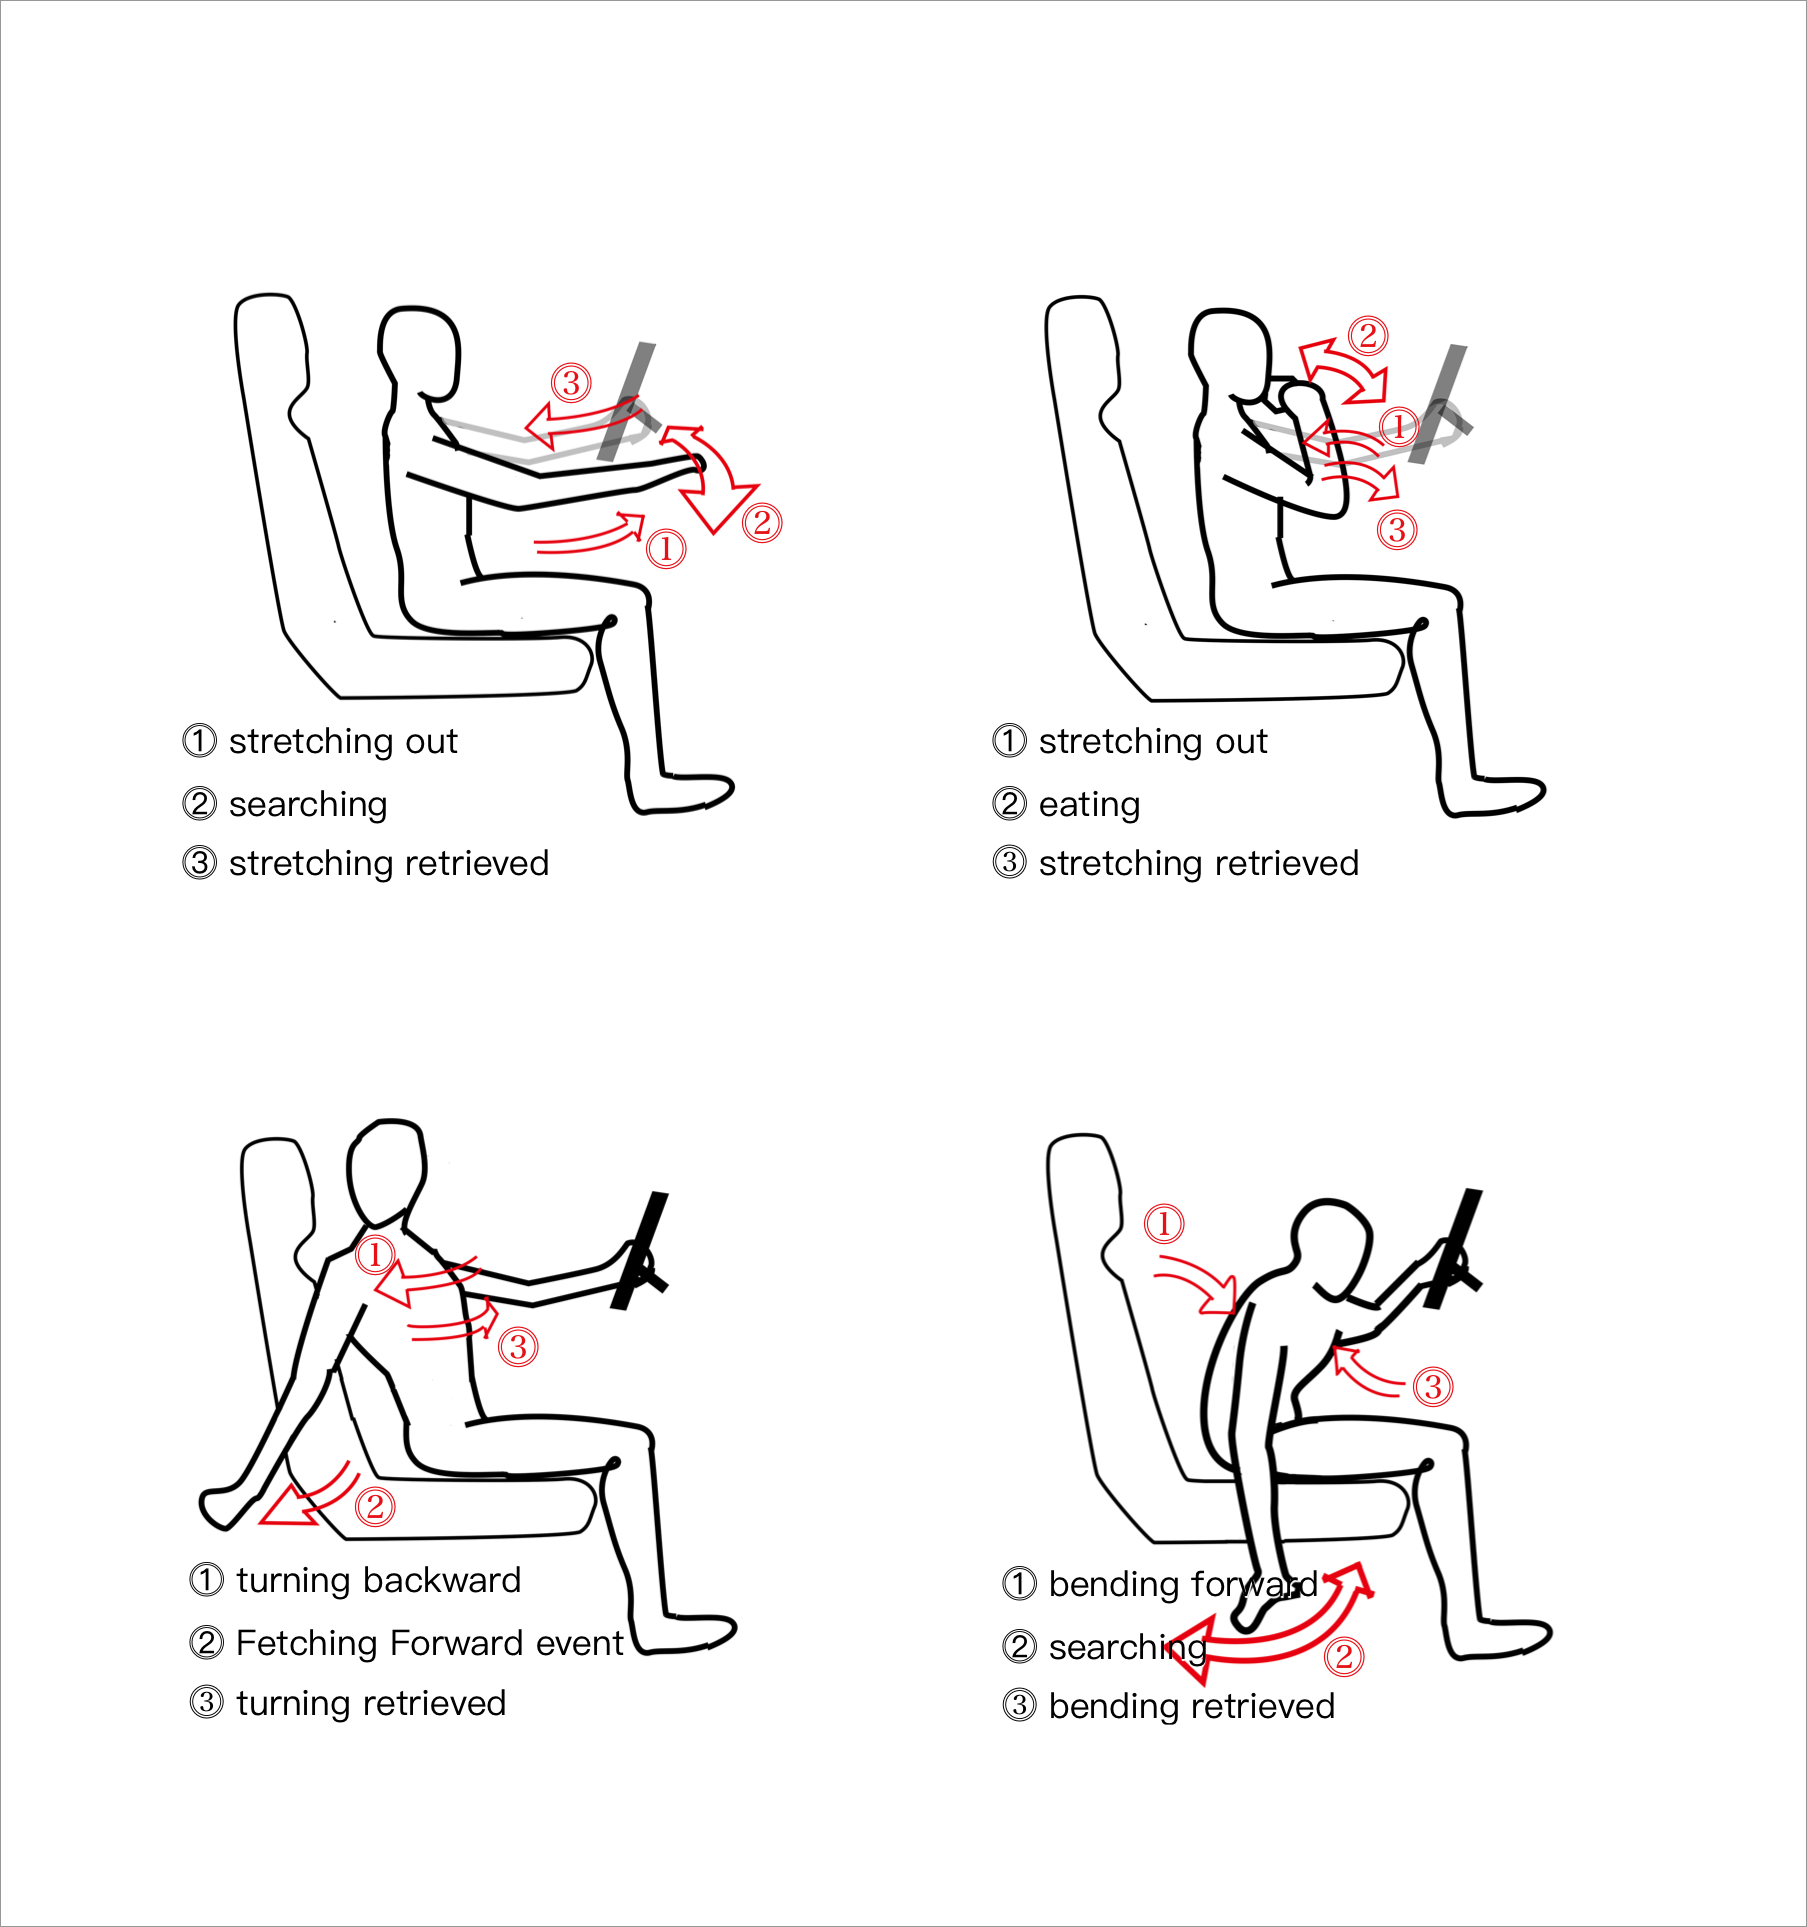 ③
②
①
① stretching out
② searching
③ stretching retrieved
②
①
③
① stretching out
② eating
③ stretching retrieved
①
③
②
① turning backward
② Fetching Forward event
③ turning retrieved
①
③
① bending forward
② searching
②
③ bending retrieved